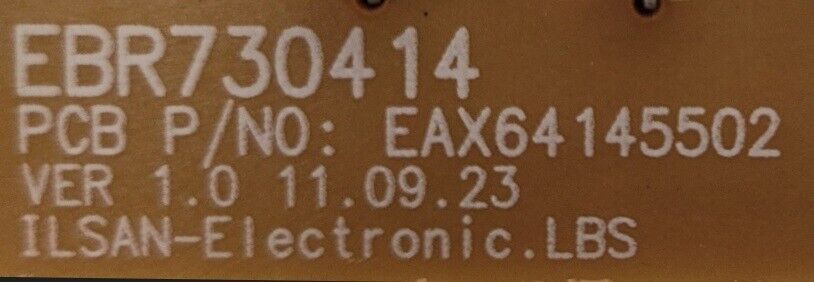 EBR730414
PCB P/NO: EAX64145502
VER 1.0 11.09.23
ILSAN-Electronic.LBS